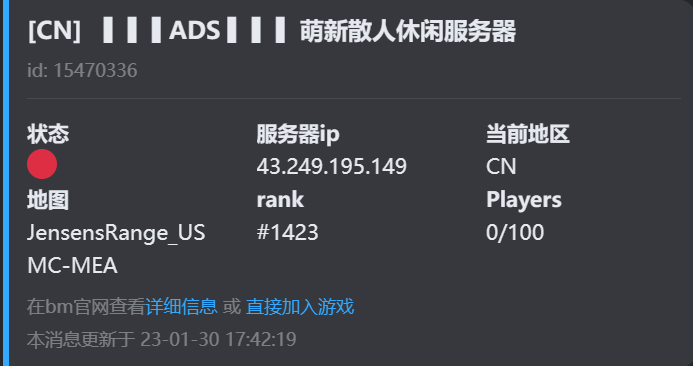 [CN] ▌▌▌ADS▌▌▌ 萌新散人休闲服务器
id: 15470336
状态 服务器ip 当前地区
43.249.195.149 CN
地图 rank Players
JensensRange_US #1423 0/100
MC-MEA
在bm官网查看详细信息 或 直接加入游戏
本消息更新于 23-01-30 17:42:19